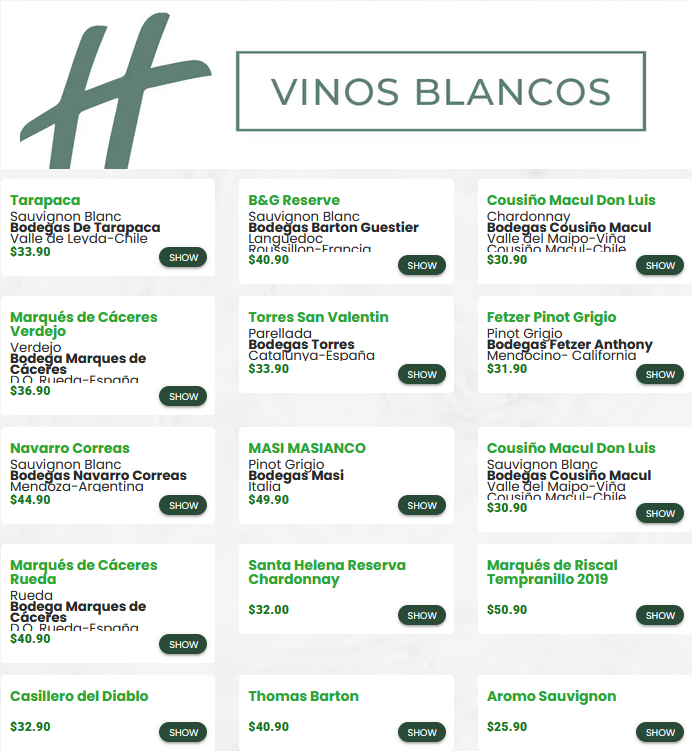 VINOS BLANCOS
Tarapaca
Sauvignon Blanc
Bodegas De Tarapaca
Valle de Leyda-Chile
$33.90
SHOW
B&G Reserve
Sauvignon Blanc
Bodegas Barton Guestier
Languedoc
Roussillon-Francia
$40.90
SHOW
Cousiño Macul Don Luis
Chardonnay
Bodegas Cousiño Macul
Valle del Maipo-Viña
Cousiño Macul-Chile
$30.90
SHOW
Marqués de Cáceres
Verdejo
Verdejo
Bodega Marques de
Cáceres
D.O. Rueda-España
$36.90
SHOW
Torres San Valentin
Parellada
Bodegas Torres
Catalunya-España
$33.90
SHOW
Fetzer Pinot Grigio
Pinot Grigio
Bodegas Fetzer Anthony
Mendocino- California
$31.90
SHOW
Navarro Correas
Sauvignon Blanc
Bodegas Navarro Correas
Mendoza-Argentina
$44.90
SHOW
MASI MASIANCO
Pinot Grigio
Bodegas Masi
Italia
$49.90
SHOW
Cousiño Macul Don Luis
Sauvignon Blanc
Bodegas Cousiño Macul
Valle del Maipo-Viña
Cousiño Macul-Chile
$30.90
SHOW
Marqués de Cáceres
Rueda
Rueda
Bodega Marques de
Cáceres
D.O. Rueda-España
$40.90
SHOW
Santa Helena Reserva
Chardonnay
$32.00
SHOW
Marqués de Riscal
Tempranillo 2019
$50.90
SHOW
Casillero del Diablo
$32.90
SHOW
Thomas Barton
$40.90
SHOW
Aromo Sauvignon
$25.90
SHOW